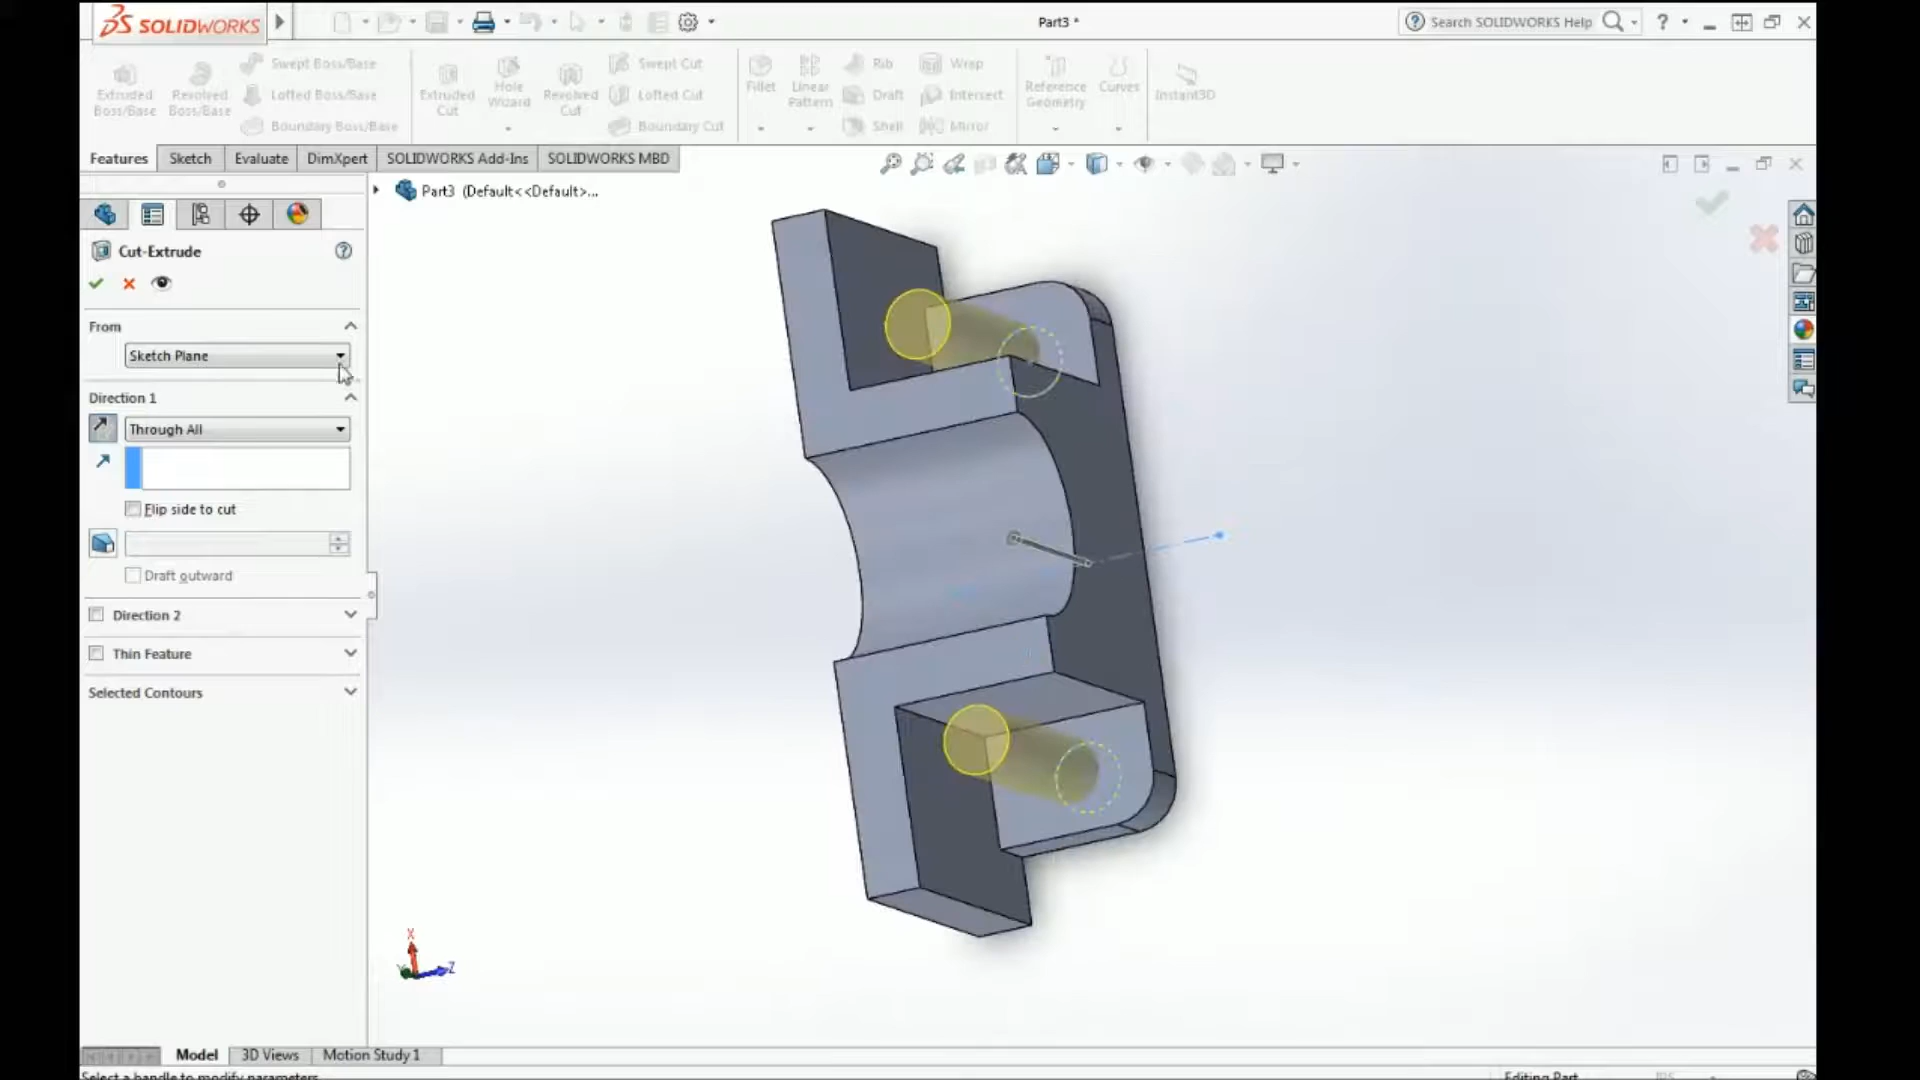 SOLIDWORKS
Part3 *
Search SOLIDWORKS Help
?
Extruded Boss/Base
Revolved Boss/Base
Swept Boss/Base
Lofted Boss/Base
Boundary Boss/Base
Extruded Cut
Hole Wizard
Revolved Cut
Swept Cut
Lofted Cut
Boundary Cut
Fillet
Linear Pattern
Rib
Draft
Shell
Wrap
Intersect
Mirror
Reference Geometry
Curves
Instant3D
Features
Sketch
Evaluate
DimXpert
SOLIDWORKS Add-Ins
SOLIDWORKS MBD
Part3 (Default<<Default>...
Cut-Extrude
From
Sketch Plane
Direction 1
Through All
Flip side to cut
Draft outward
Direction 2
Thin Feature
Selected Contours
X
Z
Model
3D Views
Motion Study 1
Select a handle to modify parameters
Editing Part